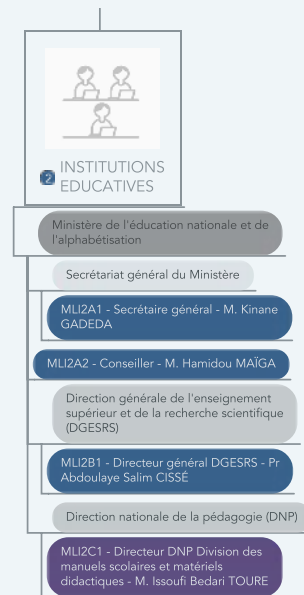 2 INSTITUTIONS
EDUCATIVES
Ministère de l'éducation nationale et de
l'alphabétisation
Secrétariat général du Ministère
MLI2A1 - Secrétaire général - M. Kinane
GADEDA
MLI2A2 - Conseiller - M. Hamidou MAÏGA
Direction générale de l'enseignement
supérieur et de la recherche scientifique
(DGESRS)
MLI2B1 - Directeur général DGESRS - Pr
Abdoulaye Salim CISSÉ
Direction nationale de la pédagogie (DNP)
MLI2C1 - Directeur DNP Division des
manuels scolaires et matériels
didactiques - M. Issoufi Bedari TOURE